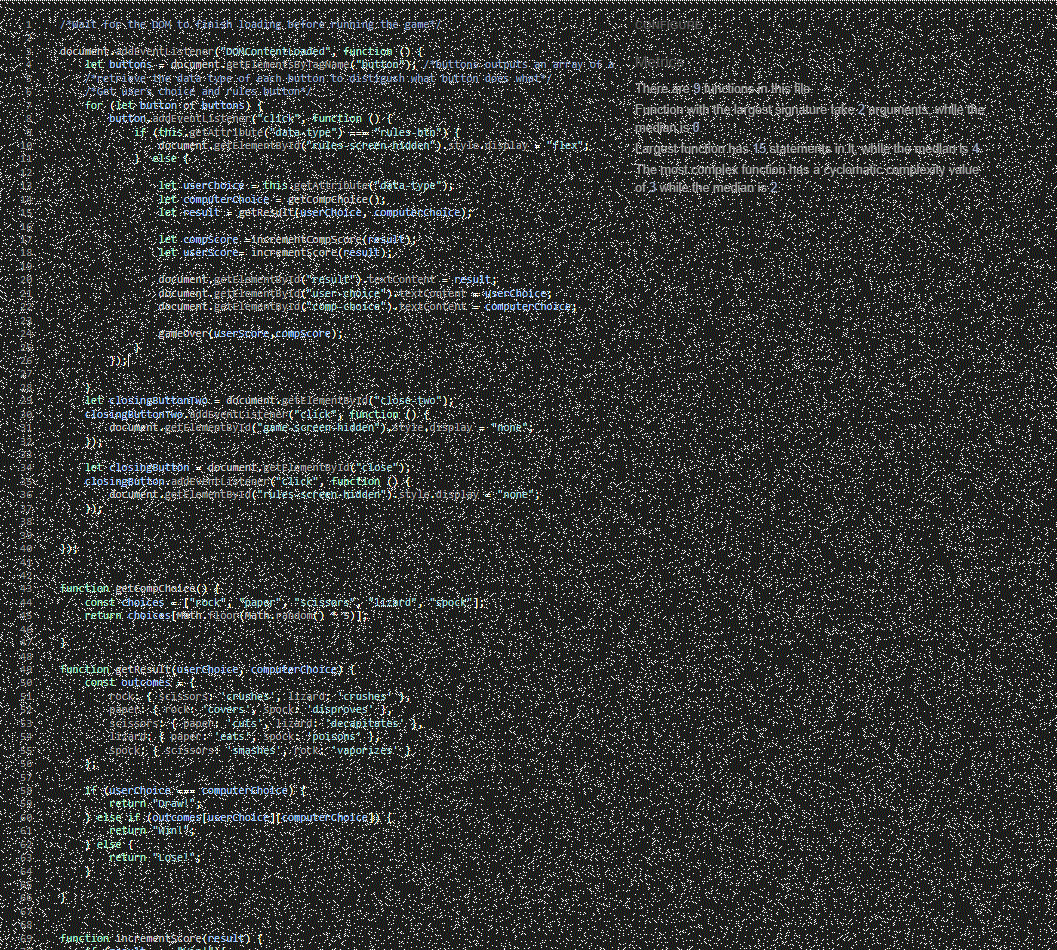 /*Wait for the DOM to finish loading before running the game*/
document.addEventListener("DOMContentLoaded", function () {
let buttons = document.getElementsByTagName("button"); //buttons outputs an array of a
/*retrieve the data-type of each button to distiguish what button does what*/
/*Get users choice and rules button*/
for (let button of buttons) {
button.addEventListener("click", function () {
if (this.getAttribute("data-type") === "rules-btn") {
document.getElementById("rules-screen-hidden").style.display = "flex";
} else {
let userChoice = this.getAttribute("data-type");
let computerChoice = getCompChoice();
let result = getResult(userChoice, computerChoice);
let compScore =incrementCompScore(result);
let userScore= incrementScore(result);
document.getElementById("result").textContent = result;
document.getElementById("user-choice").textContent = userChoice;
document.getElementById("comp-choice").textContent = computerChoice;
gameOver(userScore,compScore);
}
});
}
let closingButtonTwo = document.getElementById("close-two");
closingButtonTwo.addEventListener("click", function () {
document.getElementById("game-screen-hidden").style.display = "none";
});
let closingButton = document.getElementById("close");
closingButton.addEventListener("click", function () {
document.getElementById("rules-screen-hidden").style.display = "none";
});
})
function getCompChoice() {
const choices = ["rock", "paper", "scissors", "lizard", "spock"];
return choices[Math.floor(Math.random() * 5)];
}
function getResult(userChoice, computerChoice) {
const outcomes = {
rock: { scissors: "crushes", lizard: "crushes" },
paper: { rock: "covers", spock: "disproves" },
scissors: { paper: "cuts", lizard: "decapitates" },
lizard: { paper: "eats", spock: "poisons" },
spock: { scissors: "smashes", rock: "vaporizes" }
};
if (userChoice === computerChoice) {
return "Draw!";
} else if (outcomes[userChoice][computerChoice]) {
return "Win!";
} else {
return "Lose!";
}
}
function incrementScore(result) {
Metrics
There are 9 functions in this file.
Function with the largest signature take 2 arguments, while the
median is 0.
Largest function has 15 statements in it, while the median is 4.
The most complex function has a cyclomatic complexity value
of 3 while the median is 2.